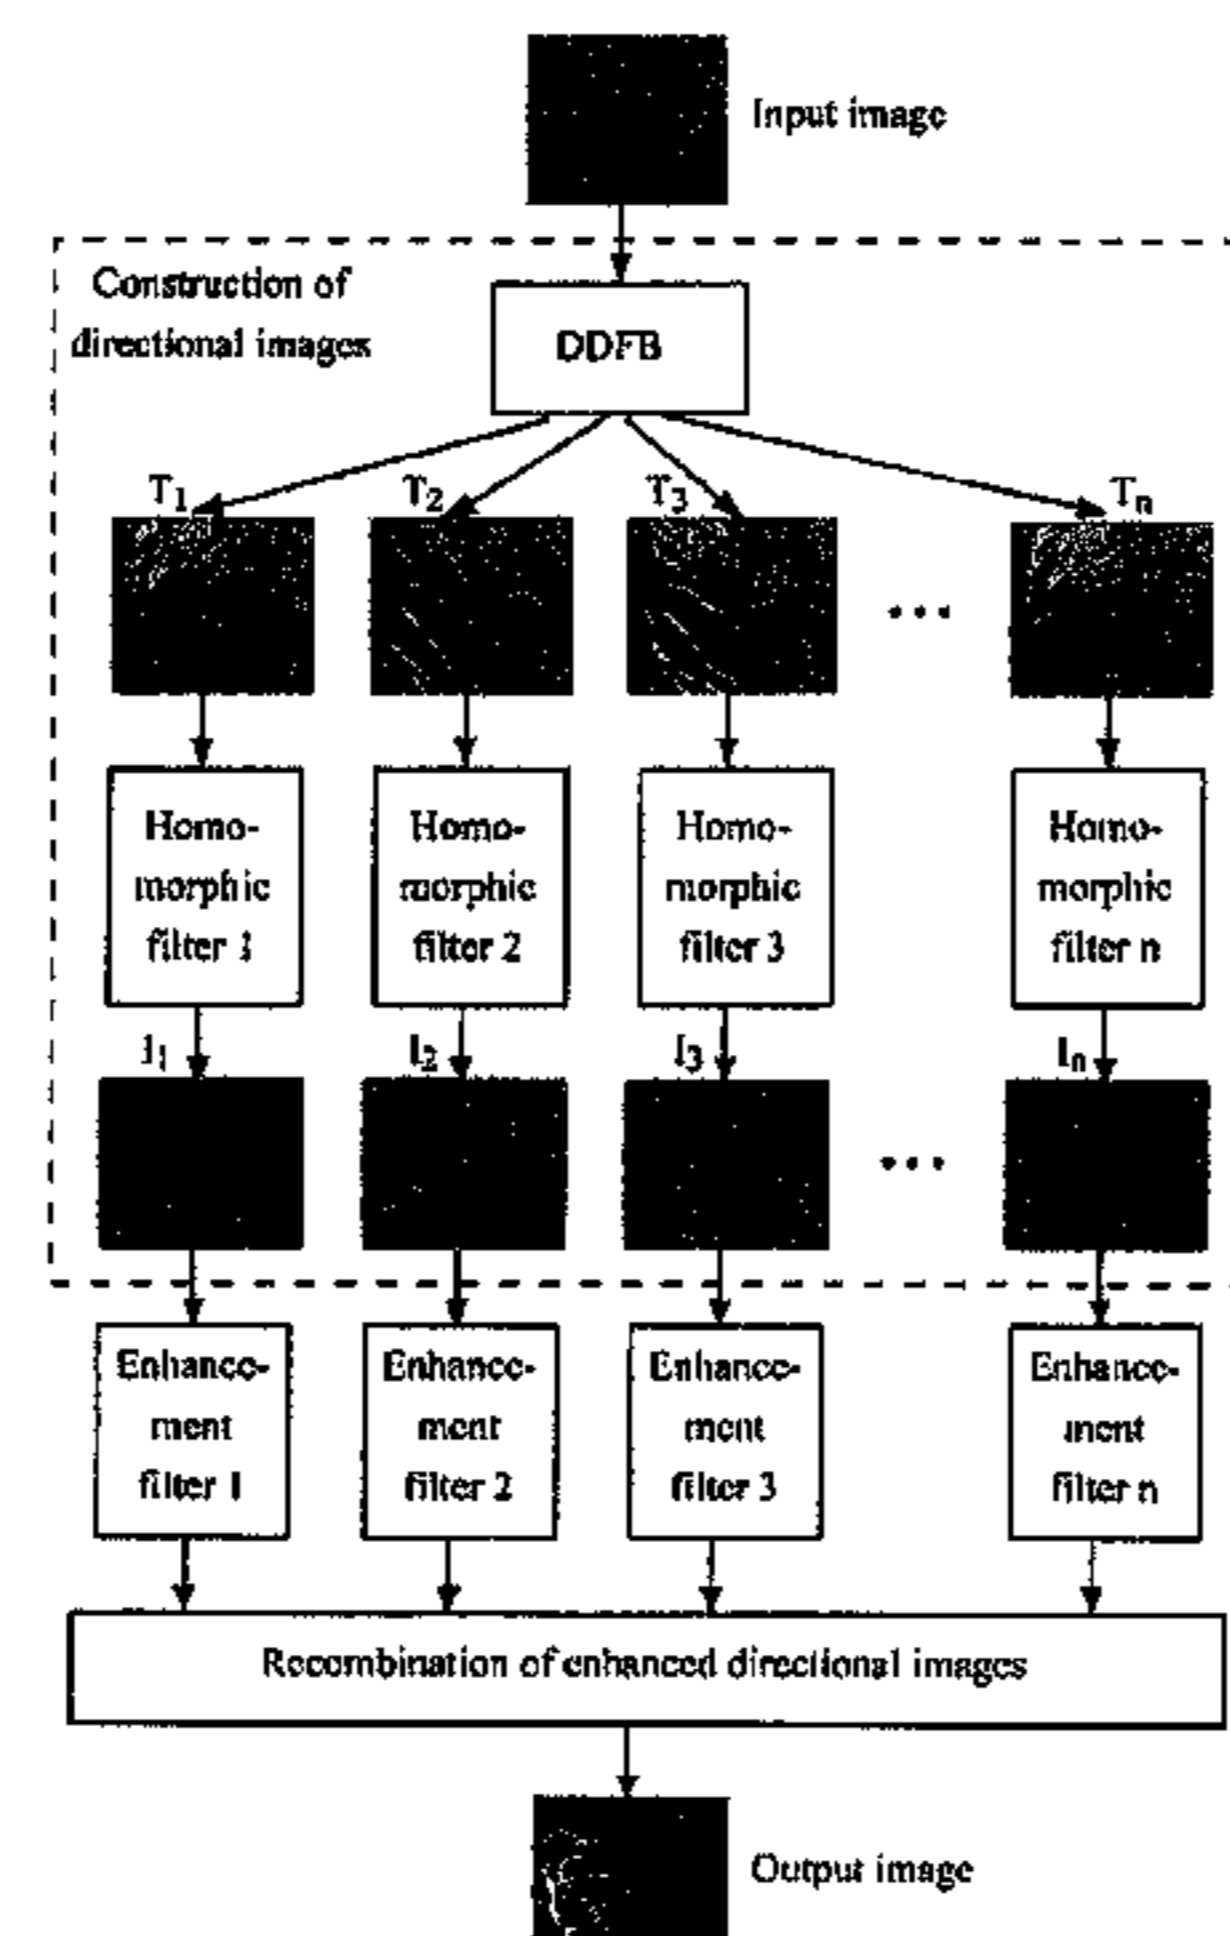 Input image
Construction of
directional images
DDFB
T1
T2
T3
Tn
...
Homo-
morphic
filter 1
Homo-
morphic
filter 2
Homo-
morphic
filter 3
Homo-
morphic
filter n
I1
I2
I3
In
...
Enhance-
ment
filter 1
Enhance-
ment
filter 2
Enhance-
ment
filter 3
Enhance-
ment
filter n
Recombination of enhanced directional images
Output image